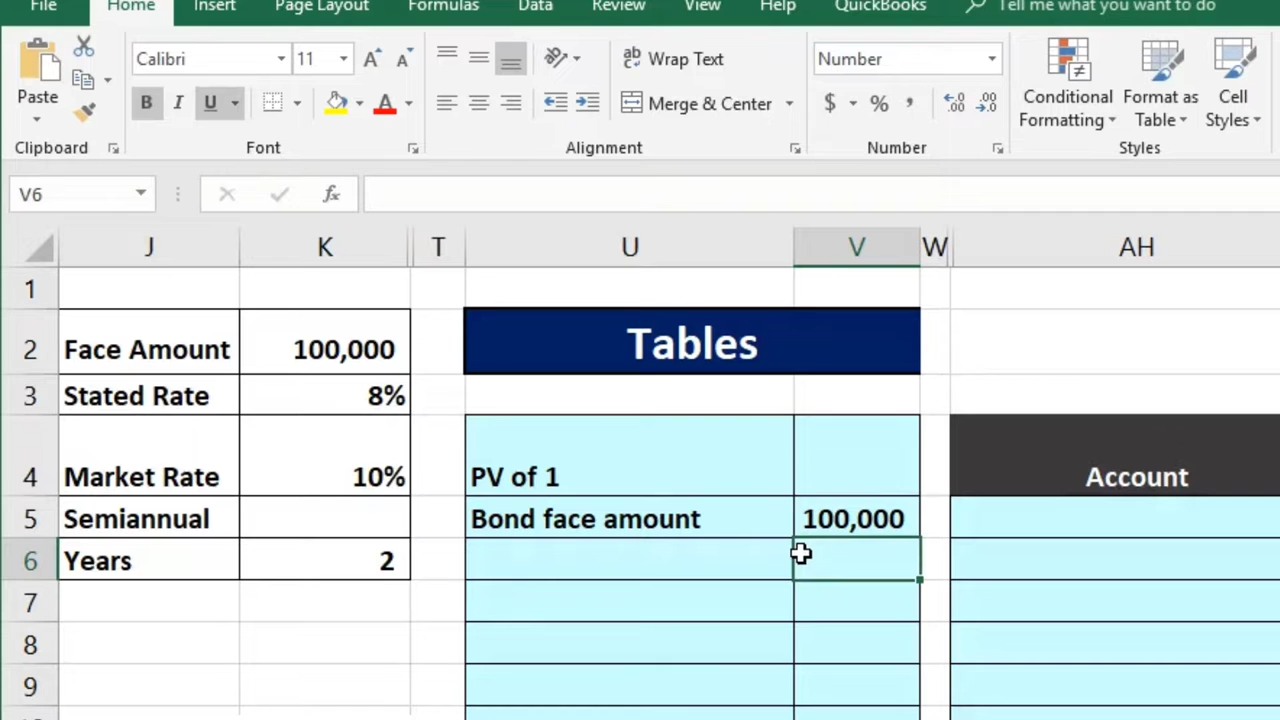 File Home Insert Page Layout Formulas Data Review View Help QuickBooks Tell me what you want to do
Calibri 11 Wrap Text Number
Paste B I U Merge & Center $ % Conditional Formatting Format as Table Cell Styles
Clipboard Font Alignment Number Styles
V6 fx
J K T U V W AH
1
2 Face Amount 100,000 Tables
3 Stated Rate 8%
4 Market Rate 10% PV of 1 Account
5 Semiannual Bond face amount 100,000
6 Years 2
7
8
9